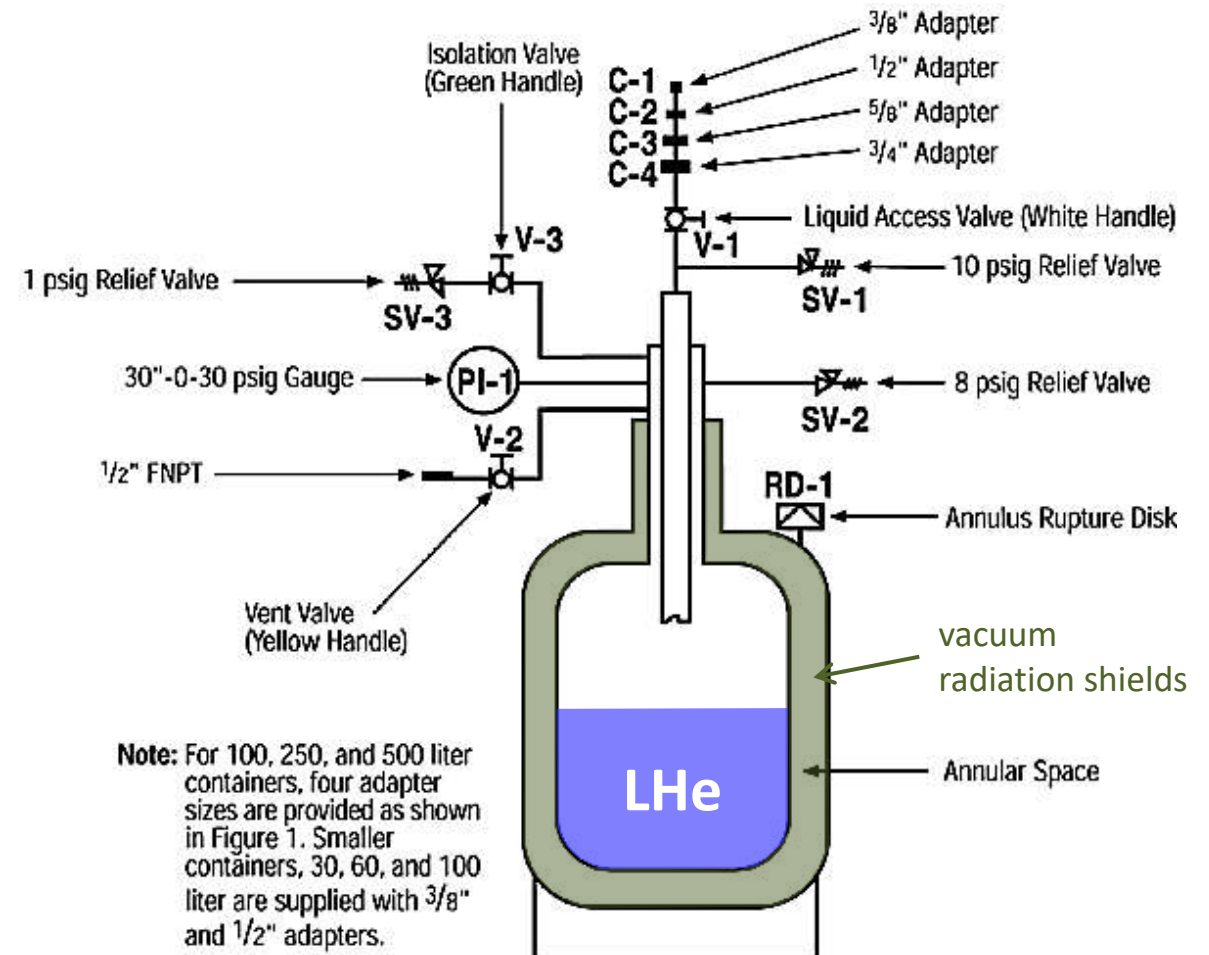 3/8" Adapter
Isolation Valve
(Green Handle)
C-1
1/2" Adapter
C-2
5/8" Adapter
C-3
3/4" Adapter
C-4
Liquid Access Valve (White Handle)
V-3
V-1
1 psig Relief Valve
10 psig Relief Valve
SV-3
SV-1
30"-0-30 psig Gauge
PI-1
8 psig Relief Valve
SV-2
V-2
1/2" FNPT
RD-1
Annulus Rupture Disk
Vent Valve
(Yellow Handle)
vacuum
radiation shields
Note: For 100, 250, and 500 liter
containers, four adapter
sizes are provided as shown
in Figure 1. Smaller
containers, 30, 60, and 100
liter are supplied with 3/8"
and 1/2" adapters.
LHe
Annular Space